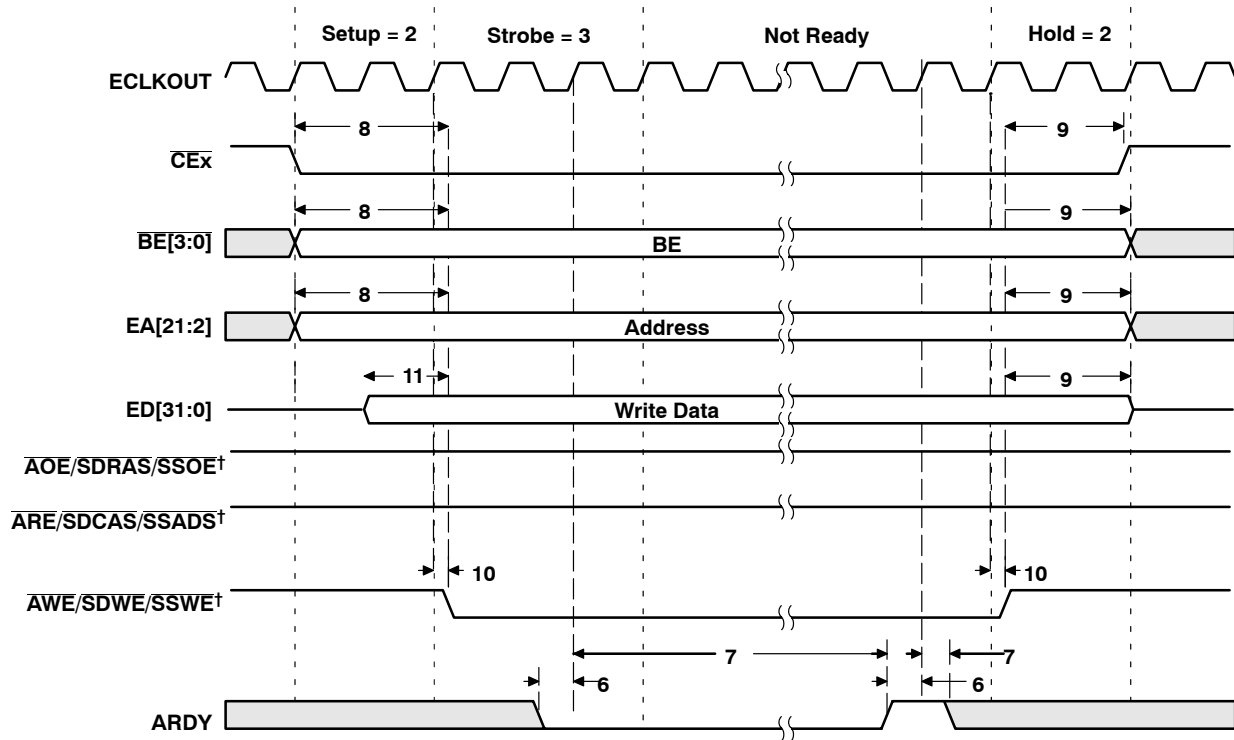 Setup = 2 Strobe = 3 Not Ready Hold = 2
ECLKOUT
8 9
CEx
8 9
BE[3:0] BE
8 9
EA[21:2] Address
11 9
ED[31:0] Write Data
AOE/SDRAS/SSOE†
ARE/SDCAS/SSADS†
10 10
AWE/SDWE/SSWE†
7 7
6 6
ARDY